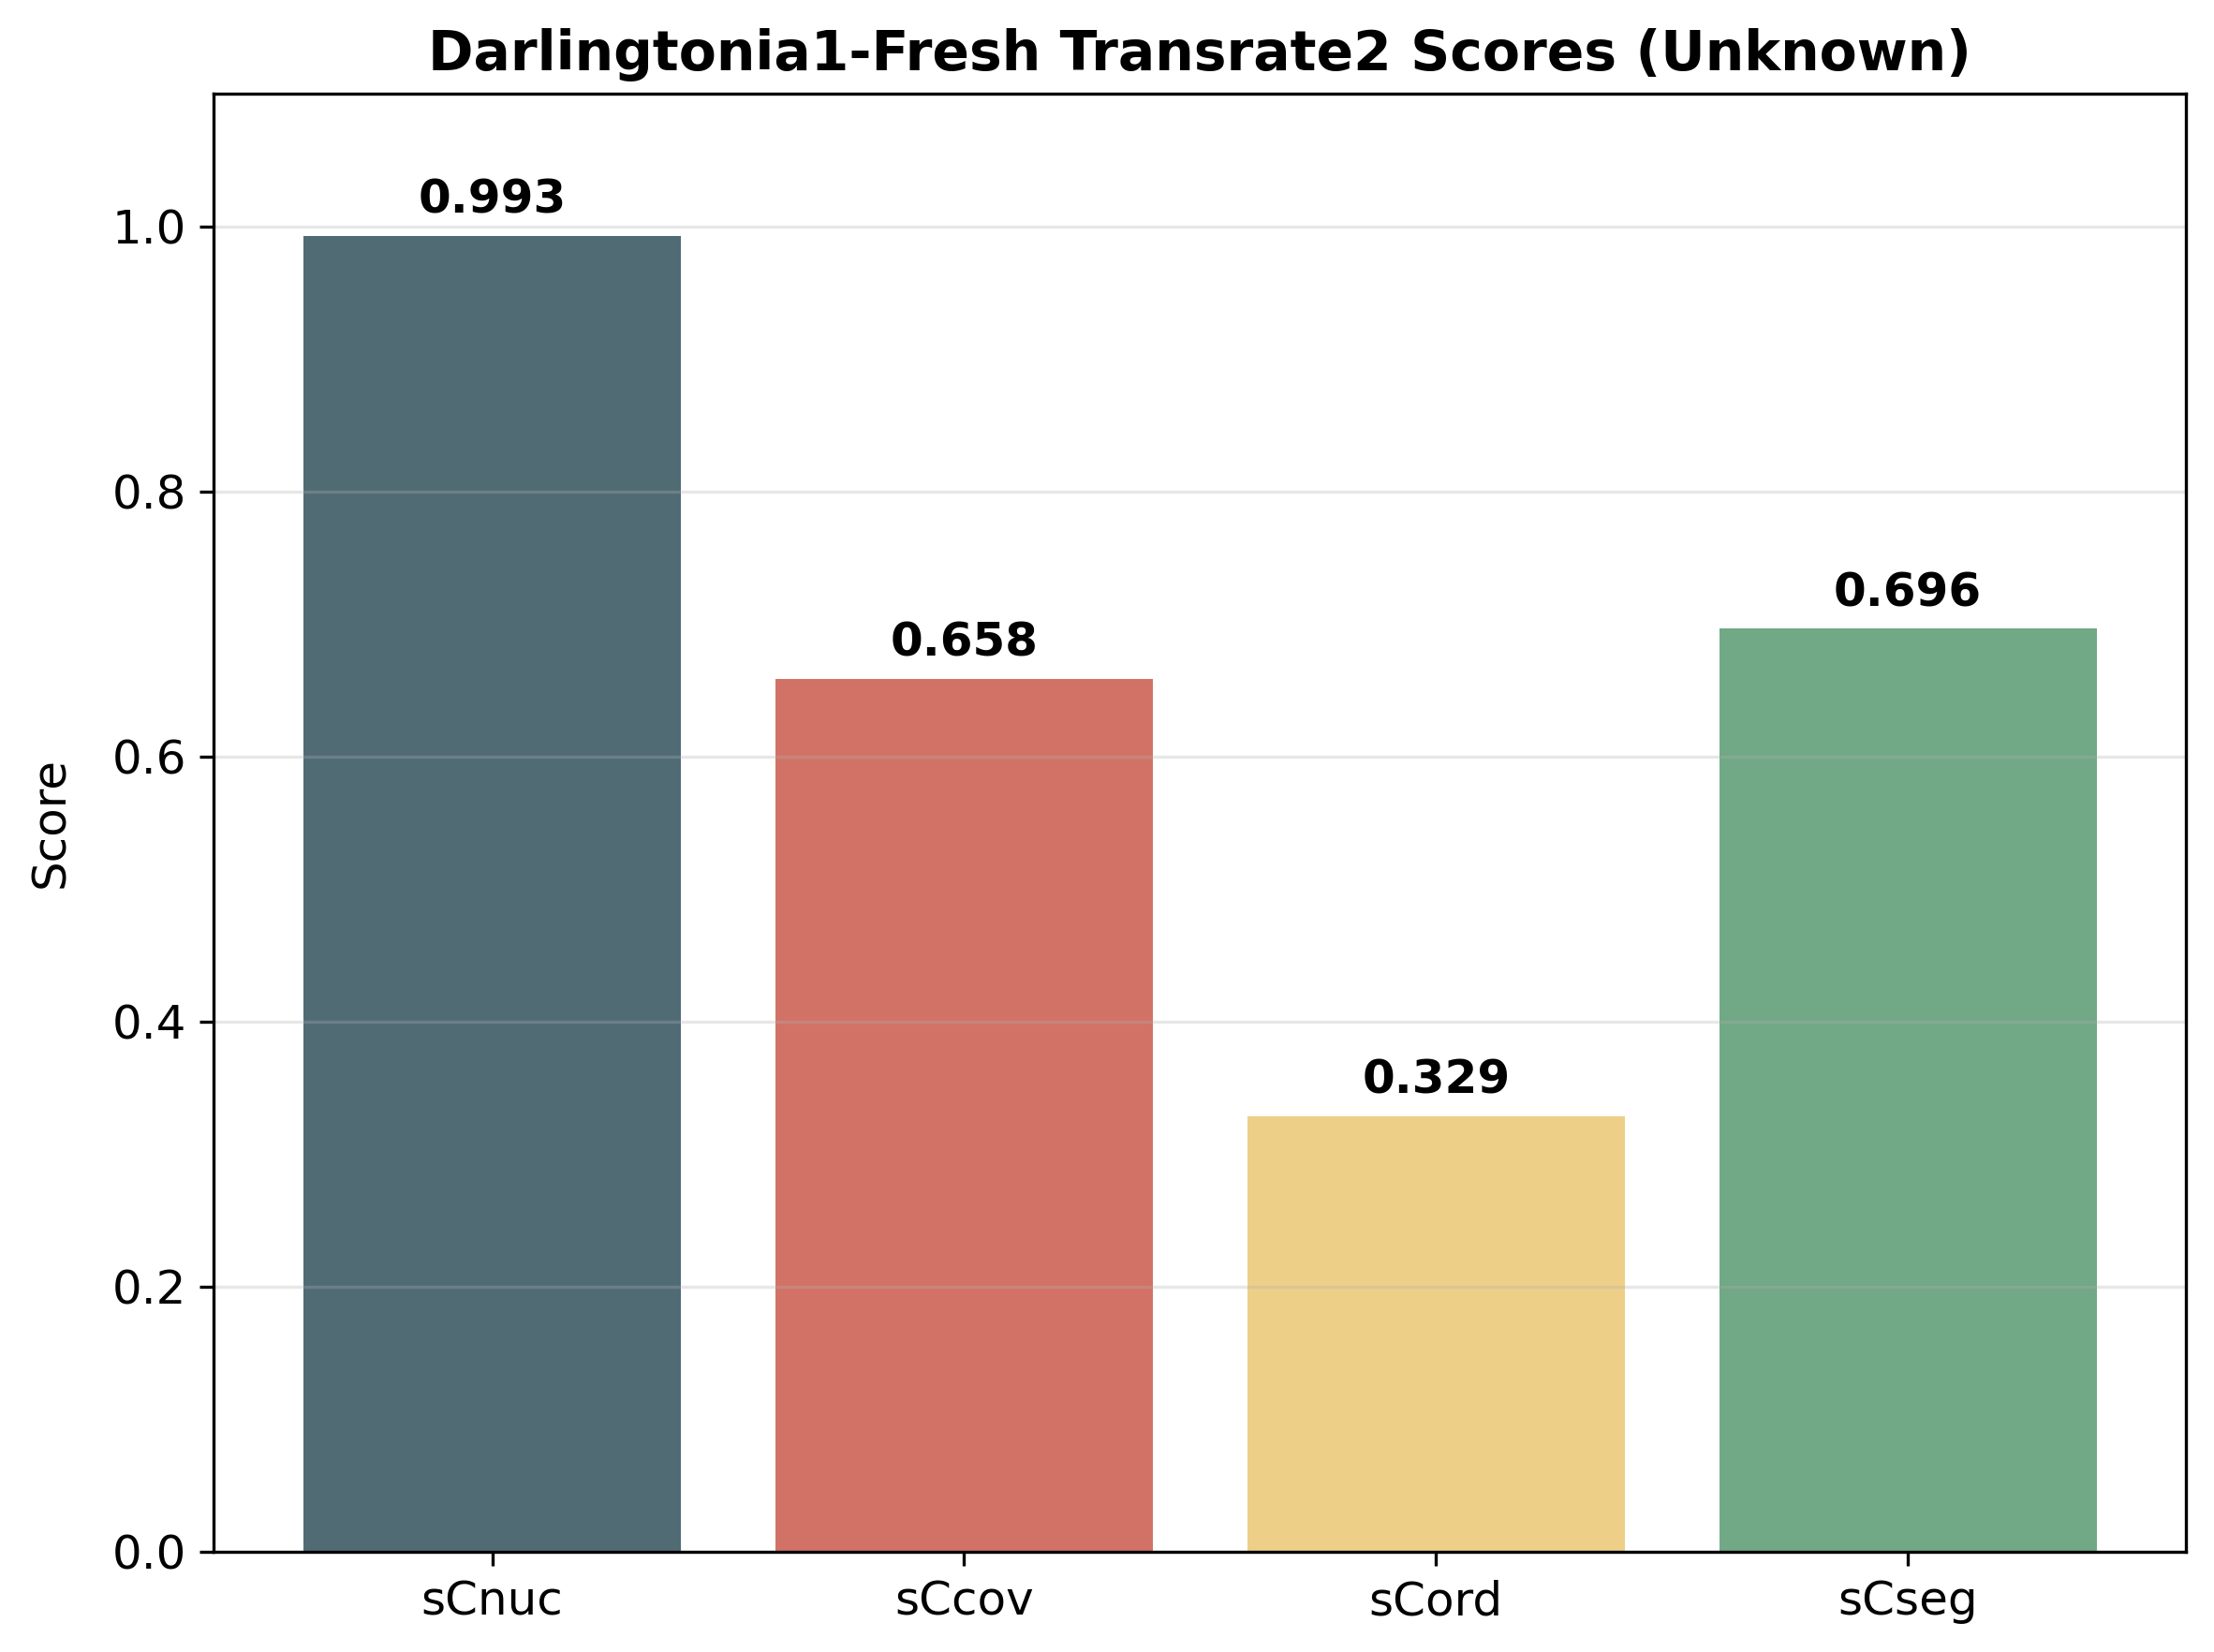 Darlingtonia1-Fresh Transrate2 Scores (Unknown)
Score
1.0
0.8
0.6
0.4
0.2
0.0
0.993
0.658
0.329
0.696
sCnuc
sCcov
sCord
sCseg